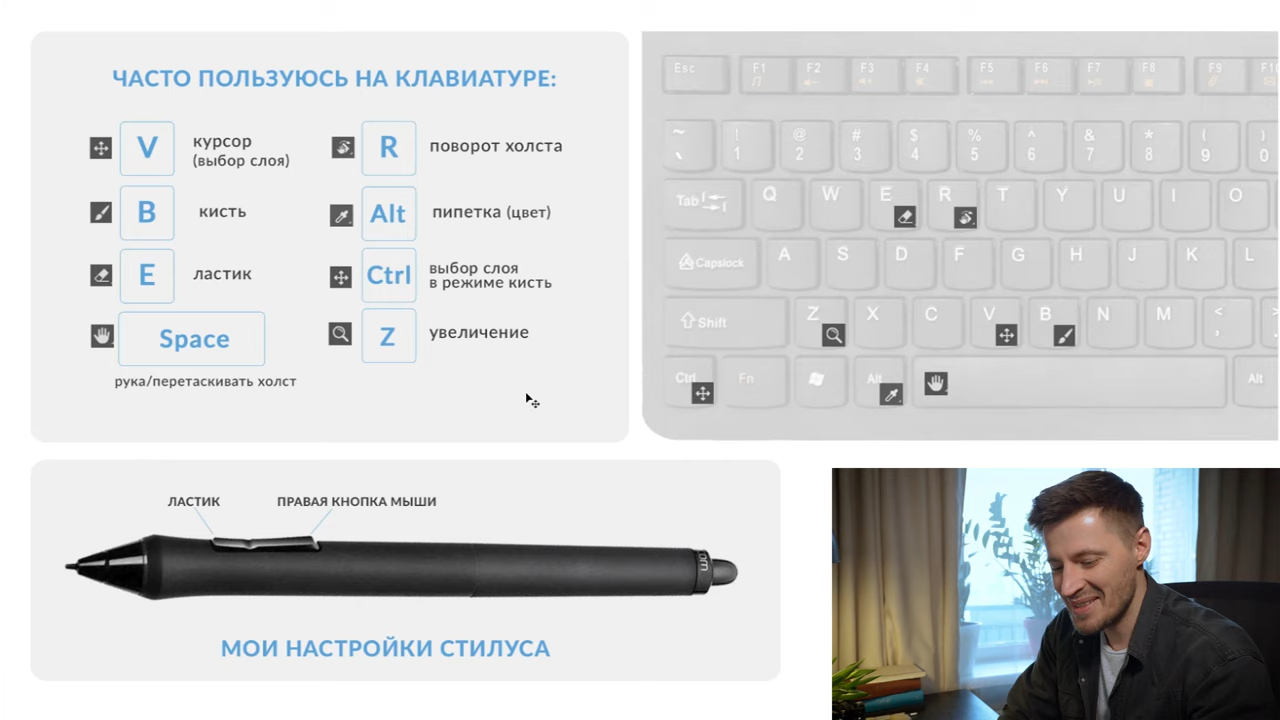 ЧАСТО ПОЛЬЗУЮСЬ НА КЛАВИАТУРЕ:
V
курсор
(выбор слоя)
R
поворот холста
B
кисть
Alt
пипетка (цвет)
E
ластик
Ctrl
выбор слоя
в режиме кисть
Space
рука/перетаскивать холст
Z
увеличение
Esc F1 F2 F3 F4 F5 F6 F7 F8 F9 F10
~ ! @ # $ % ^ & * ( )
` 1 2 3 4 5 6 7 8 9 0
Tab Q W E R T Y U I O
Capslock A S D F G H J K L
Shift Z X C V B N M < ,
Ctrl Fn Alt Alt
ЛАСТИК
ПРАВАЯ КНОПКА МЫШИ
МОИ НАСТРОЙКИ СТИЛУСА